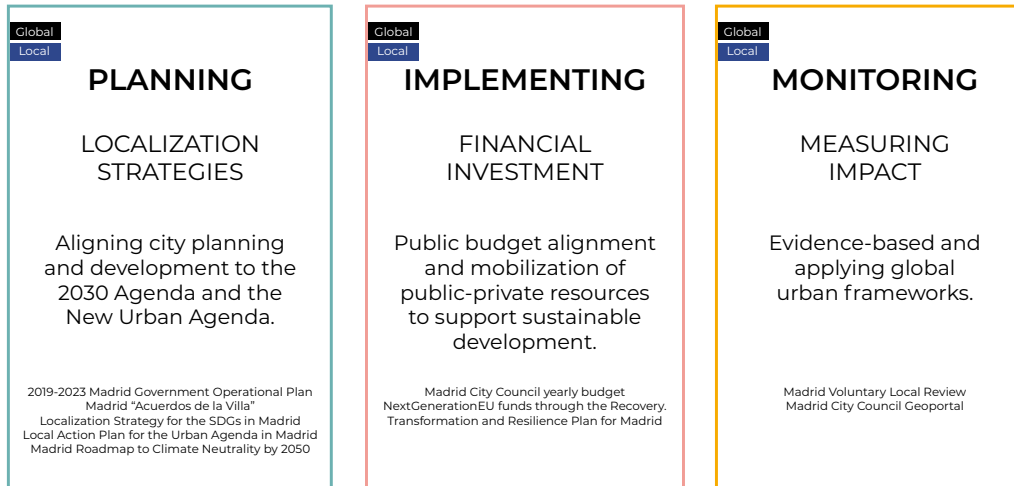 Global
Local
PLANNING
LOCALIZATION
STRATEGIES
Aligning city planning
and development to the
2030 Agenda and the
New Urban Agenda.
2019-2023 Madrid Government Operational Plan
Madrid “Acuerdos de la Villa”
Localization Strategy for the SDGs in Madrid
Local Action Plan for the Urban Agenda in Madrid
Madrid Roadmap to Climate Neutrality by 2050
Global
Local
IMPLEMENTING
FINANCIAL
INVESTMENT
Public budget alignment
and mobilization of
public-private resources
to support sustainable
development.
Madrid City Council yearly budget
NextGenerationEU funds through the Recovery.
Transformation and Resilience Plan for Madrid
Global
Local
MONITORING
MEASURING
IMPACT
Evidence-based and
applying global
urban frameworks.
Madrid Voluntary Local Review
Madrid City Council Geoportal